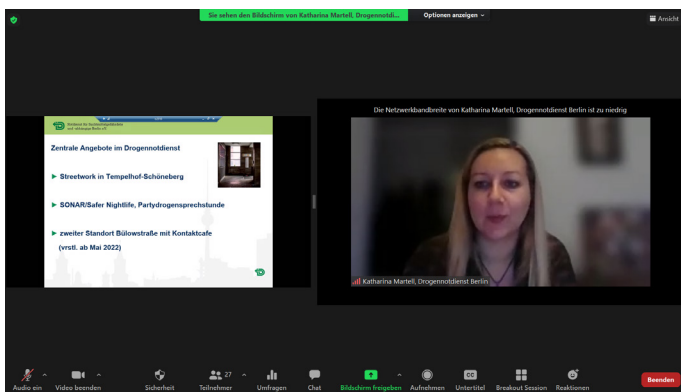 Sie sehen den Bildschirm von Katharina Martell, Drogennotdi...
Optionen anzeigen
Ansicht
Die Netzwerkbandbreite von Katharina Martell, Drogennotdienst Berlin ist zu niedrig
Zentrale Angebote im Drogennotdienst
Streetwork in Tempelhof-Schöneberg
SONAR/Safer Nightlife, Partydrogensprechstunde
zweiter Standort Bülowstraße mit Kontaktcafe
(vrstl. ab Mai 2022)
Katharina Martell, Drogennotdienst Berlin
Audio ein
Video beenden
Sicherheit
27
Teilnehmer
Umfragen
Chat
Bildschirm freigeben
Aufnehmen
CC
Untertitel
Breakout Session
Reaktionen
Beenden